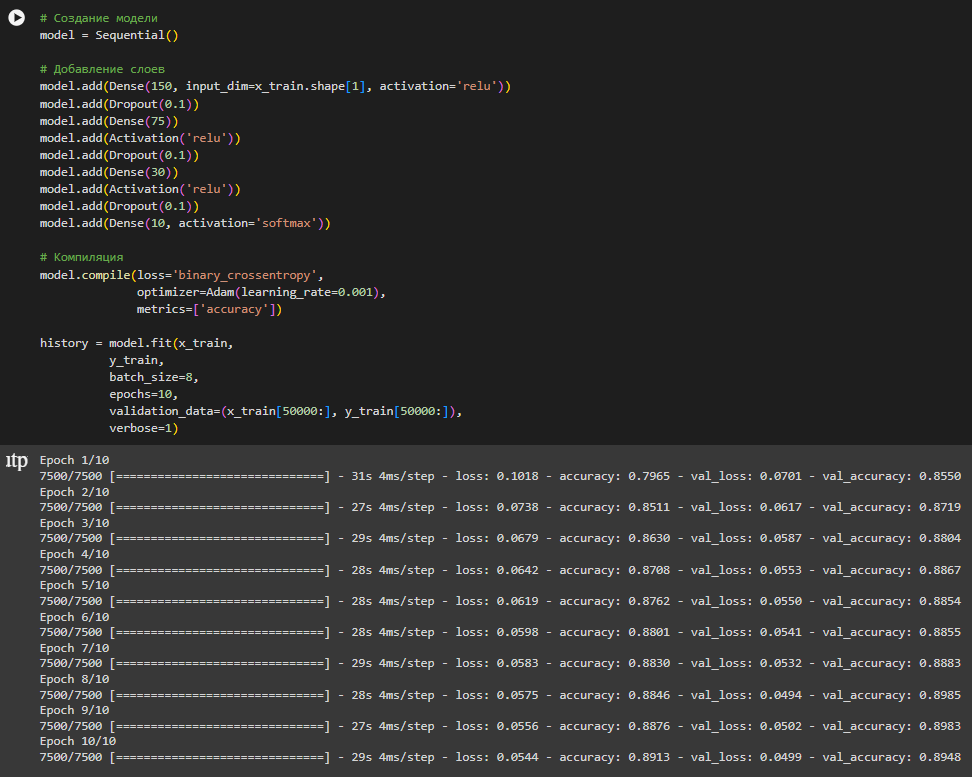 # Создание модели
model = Sequential()
# Добавление слоев
model.add(Dense(150, input_dim=x_train.shape[1], activation='relu'))
model.add(Dropout(0.1))
model.add(Dense(75))
model.add(Activation('relu'))
model.add(Dropout(0.1))
model.add(Dense(30))
model.add(Activation('relu'))
model.add(Dropout(0.1))
model.add(Dense(10, activation='softmax'))
# Компиляция
model.compile(loss='binary_crossentropy',
optimizer=Adam(learning_rate=0.001),
metrics=['accuracy'])
history = model.fit(x_train,
y_train,
batch_size=8,
epochs=10,
validation_data=(x_train[50000:], y_train[50000:]),
verbose=1)
ıtp
Epoch 1/10
7500/7500 [==============================] - 31s 4ms/step - loss: 0.1018 - accuracy: 0.7965 - val_loss: 0.0701 - val_accuracy: 0.8550
Epoch 2/10
7500/7500 [==============================] - 27s 4ms/step - loss: 0.0738 - accuracy: 0.8511 - val_loss: 0.0617 - val_accuracy: 0.8719
Epoch 3/10
7500/7500 [==============================] - 29s 4ms/step - loss: 0.0679 - accuracy: 0.8630 - val_loss: 0.0587 - val_accuracy: 0.8804
Epoch 4/10
7500/7500 [==============================] - 28s 4ms/step - loss: 0.0642 - accuracy: 0.8708 - val_loss: 0.0553 - val_accuracy: 0.8867
Epoch 5/10
7500/7500 [==============================] - 28s 4ms/step - loss: 0.0619 - accuracy: 0.8762 - val_loss: 0.0550 - val_accuracy: 0.8854
Epoch 6/10
7500/7500 [==============================] - 28s 4ms/step - loss: 0.0598 - accuracy: 0.8801 - val_loss: 0.0541 - val_accuracy: 0.8855
Epoch 7/10
7500/7500 [==============================] - 29s 4ms/step - loss: 0.0583 - accuracy: 0.8830 - val_loss: 0.0532 - val_accuracy: 0.8883
Epoch 8/10
7500/7500 [==============================] - 28s 4ms/step - loss: 0.0575 - accuracy: 0.8846 - val_loss: 0.0494 - val_accuracy: 0.8985
Epoch 9/10
7500/7500 [==============================] - 27s 4ms/step - loss: 0.0556 - accuracy: 0.8876 - val_loss: 0.0502 - val_accuracy: 0.8983
Epoch 10/10
7500/7500 [==============================] - 29s 4ms/step - loss: 0.0544 - accuracy: 0.8913 - val_loss: 0.0499 - val_accuracy: 0.8948